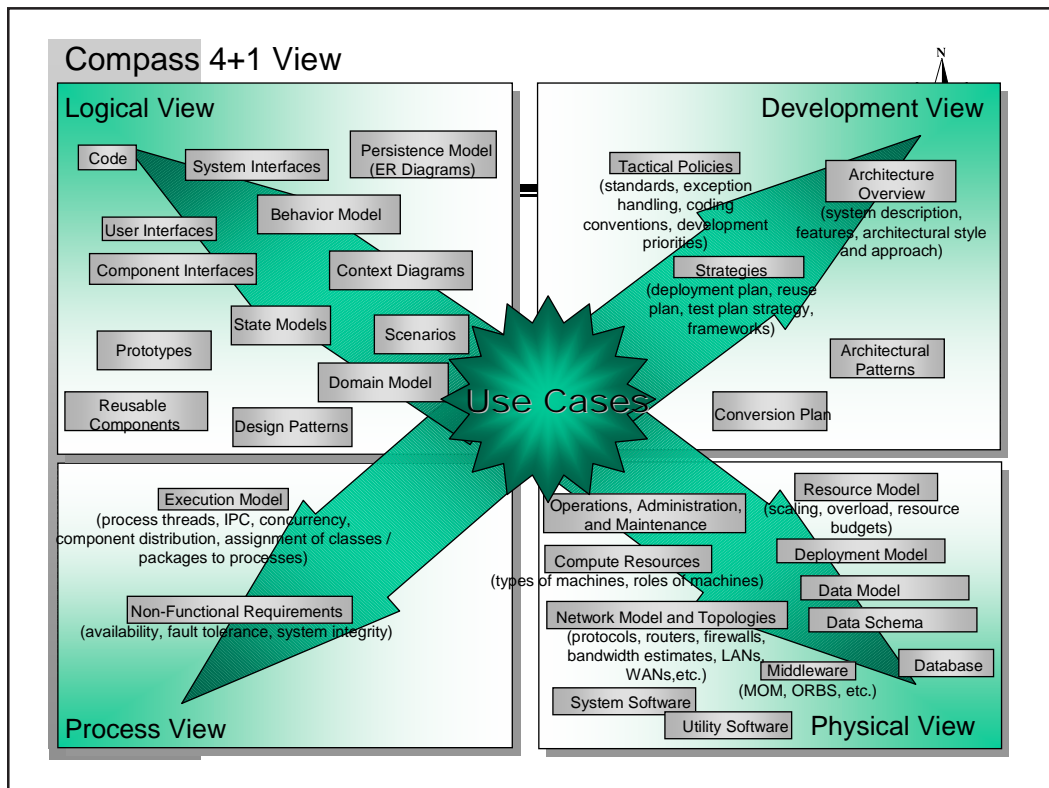 Compass 4+1 View
N
Logical View
Code
System Interfaces
Persistence Model
(ER Diagrams)
Behavior Model
User Interfaces
Component Interfaces
Context Diagrams
State Models
Scenarios
Prototypes
Domain Model
Reusable
Components
Design Patterns
Development View
Tactical Policies
(standards, exception
handling, coding
conventions, development
priorities)
Architecture
Overview
(system description,
features, architectural style
and approach)
Strategies
(deployment plan, reuse
plan, test plan strategy,
frameworks)
Architectural
Patterns
Conversion Plan
Use Cases
Execution Model
(process threads, IPC, concurrency,
component distribution, assignment of classes /
packages to processes)
Non-Functional Requirements
(availability, fault tolerance, system integrity)
Process View
Operations, Administration,
and Maintenance
Resource Model
(scaling, overload, resource
budgets)
Compute Resources
(types of machines, roles of machines)
Deployment Model
Data Model
Network Model and Topologies
(protocols, routers, firewalls,
bandwidth estimates, LANs,
WANs,etc.)
Data Schema
Middleware
(MOM, ORBS, etc.)
Database
System Software
Utility Software
Physical View